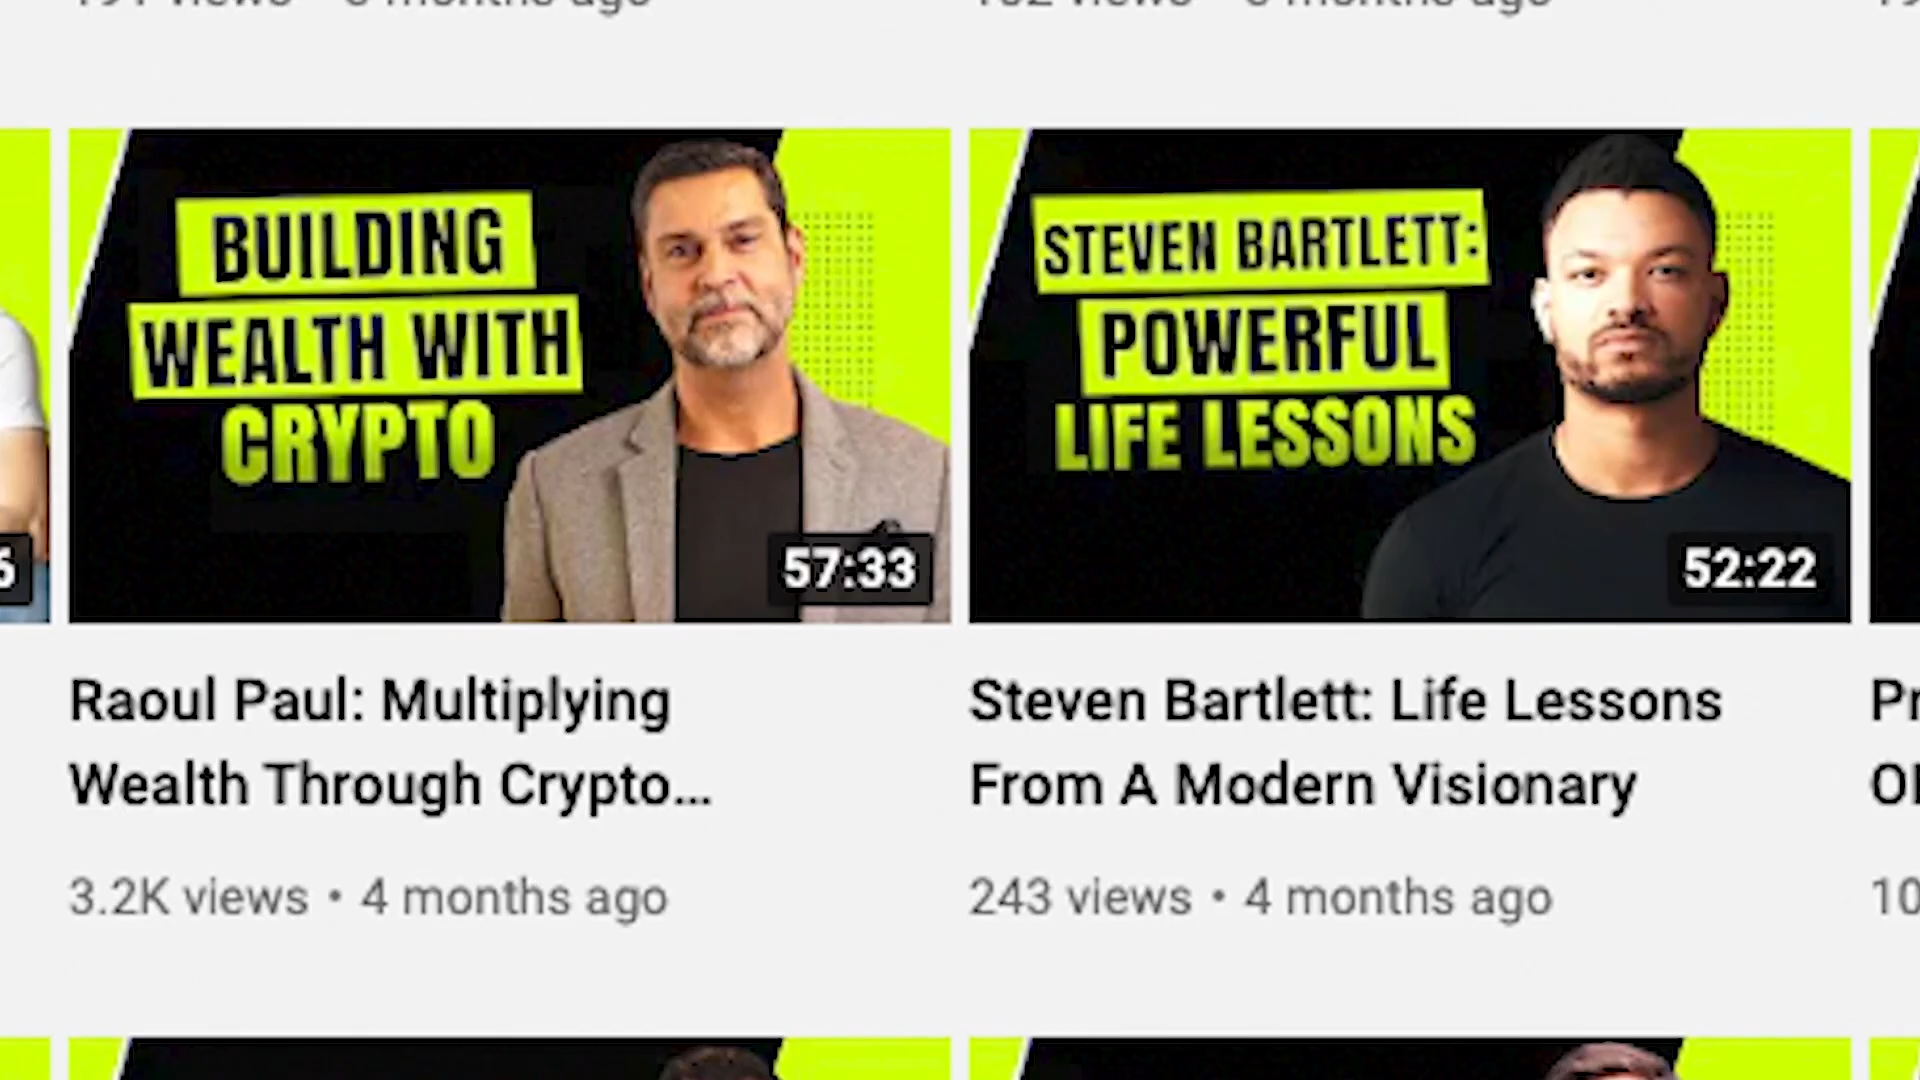 BUILDING
WEALTH WITH
CRYPTO
57:33
STEVEN BARTLETT:
POWERFUL
LIFE LESSONS
52:22
Raoul Paul: Multiplying
Wealth Through Crypto...
3.2K views • 4 months ago
Steven Bartlett: Life Lessons
From A Modern Visionary
243 views • 4 months ago